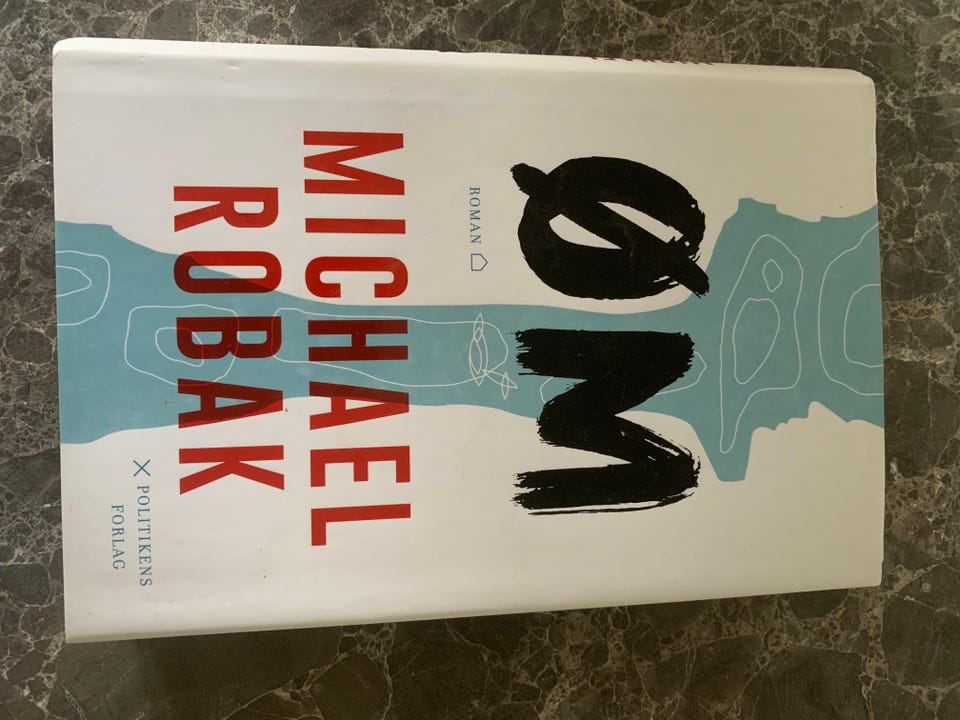 ØM
ROMAN
MICHAEL
ROBAK
POLITIKENS
FORLAG